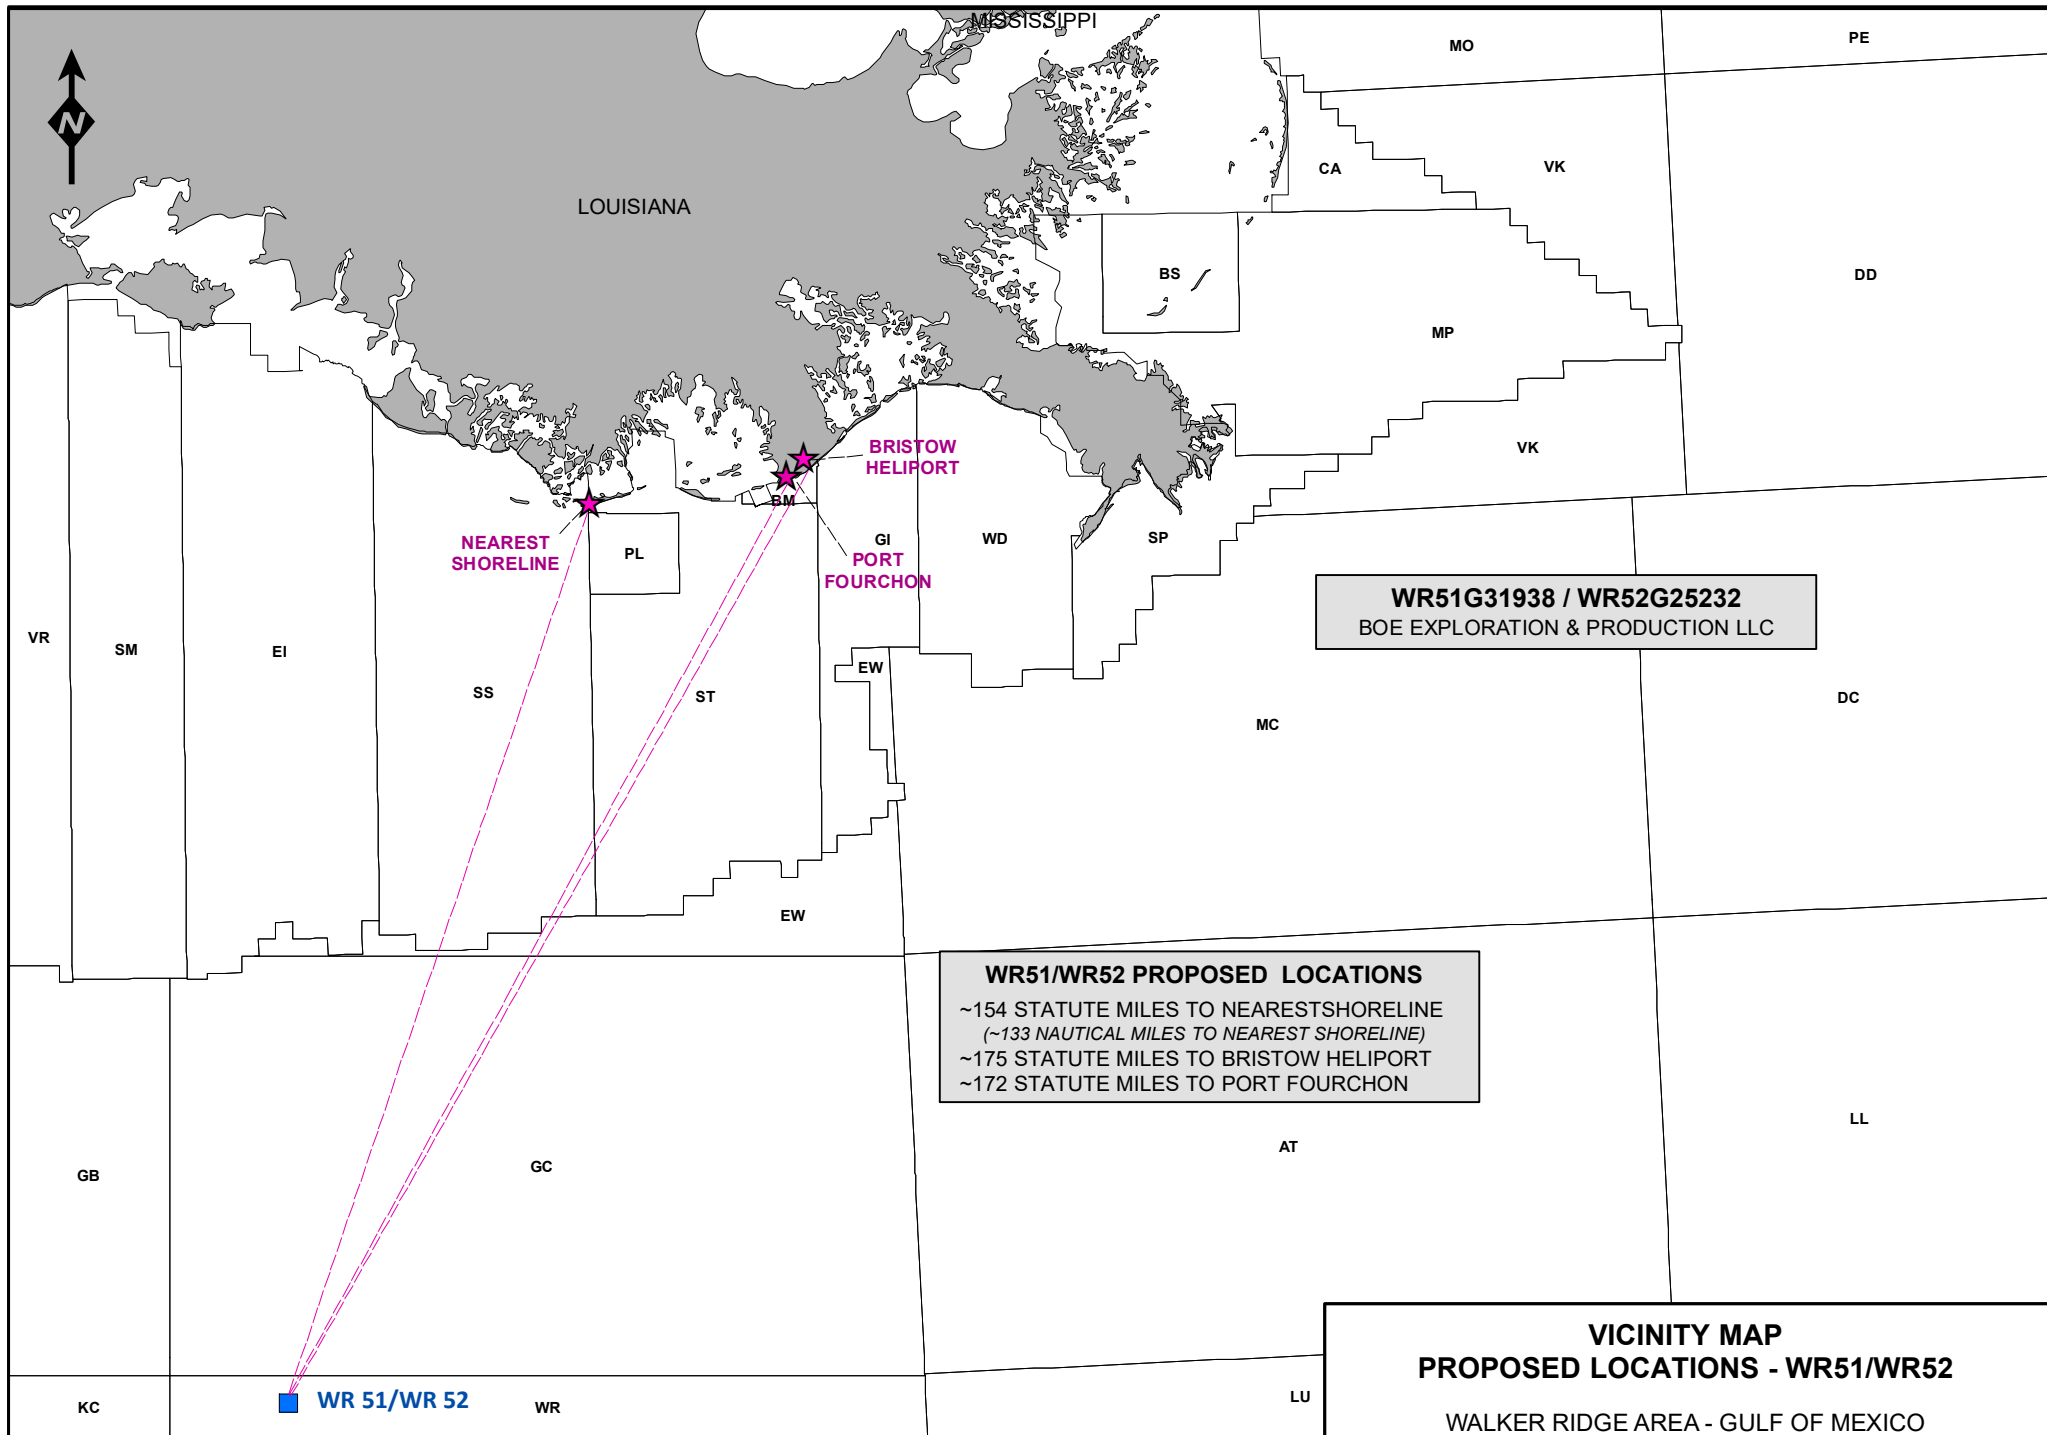 MISSISSIPPI
MO
PE
N
LOUISIANA
CA
VK
BS
DD
MP
BRISTOW
HELIPORT
VK
BM
NEAREST
SHORELINE
PL
GI
PORT
FOURCHON
WD
SP
WR51G31938 / WR52G25232
BOE EXPLORATION & PRODUCTION LLC
VR
SM
EI
SS
ST
EW
MC
DC
EW
WR51/WR52 PROPOSED LOCATIONS
~154 STATUTE MILES TO NEARESTSHORELINE
(~133 NAUTICAL MILES TO NEAREST SHORELINE)
~175 STATUTE MILES TO BRISTOW HELIPORT
~172 STATUTE MILES TO PORT FOURCHON
GB
GC
AT
LL
KC
WR 51/WR 52
WR
LU
VICINITY MAP
PROPOSED LOCATIONS - WR51/WR52
WALKER RIDGE AREA - GULF OF MEXICO